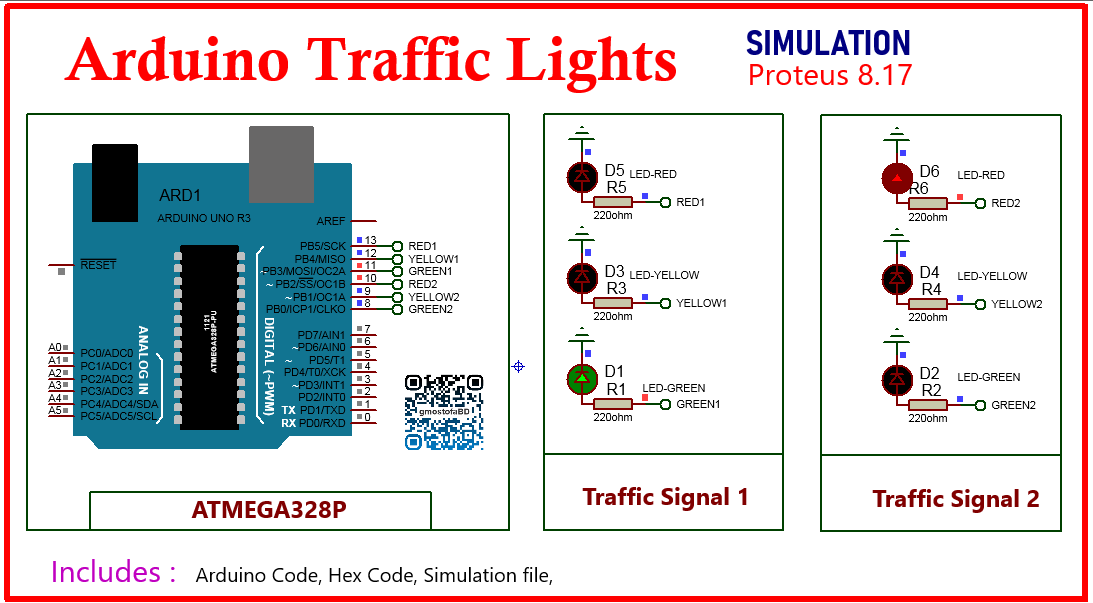 Arduino Traffic Lights
SIMULATION
Proteus 8.17
ARD1
ARDUINO UNO R3
AREF
RESET
PB5/SCK 13 RED1
PB4/MISO 12 YELLOW1
~PB3/MOSI/OC2A 11 GREEN1
~PB2/SS/OC1B 10 RED2
~PB1/OC1A 9 YELLOW2
PB0/ICP1/CLKO 8 GREEN2
PD7/AIN1 7
~PD6/AIN0 6
~PD5/T1 5
PD4/T0/XCK 4
~PD3/INT1 3
PD2/INT0 2
TX PD1/TXD 1
RX PD0/RXD 0
DIGITAL (~PWM)
1121
ATMEGA328P-PU
ANALOG IN
A0 PC0/ADC0
A1 PC1/ADC1
A2 PC2/ADC2
A3 PC3/ADC3
A4 PC4/ADC4/SDA
A5 PC5/ADC5/SCL
gmostofaBD
ATMEGA328P
D5 LED-RED
R5
RED1
220ohm
D3 LED-YELLOW
R3
YELLOW1
220ohm
D1
LED-GREEN
R1
GREEN1
220ohm
Traffic Signal 1
D6 LED-RED
R6
RED2
220ohm
D4 LED-YELLOW
R4
YELLOW2
220ohm
D2 LED-GREEN
R2
GREEN2
220ohm
Traffic Signal 2
Includes : Arduino Code, Hex Code, Simulation file,